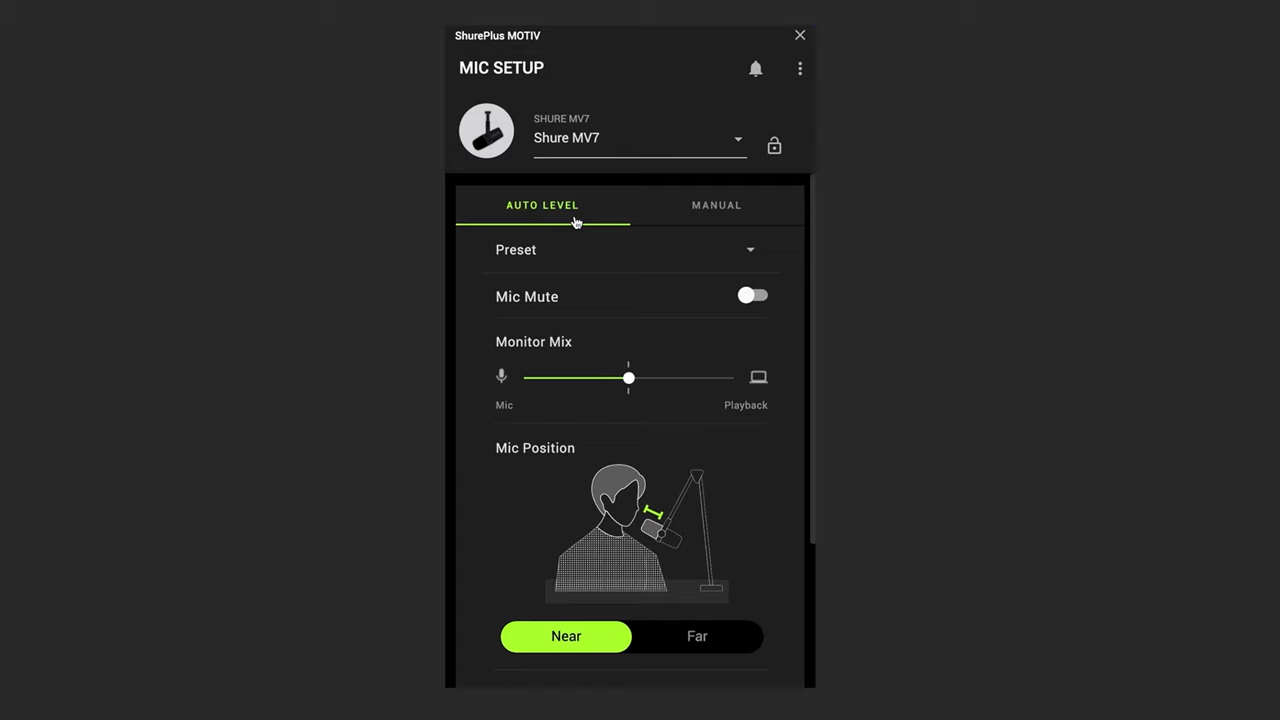 ShurePlus MOTIV
MIC SETUP
SHURE MV7
Shure MV7
AUTO LEVEL MANUAL
Preset
Mic Mute
Monitor Mix
Mic Playback
Mic Position
Near Far